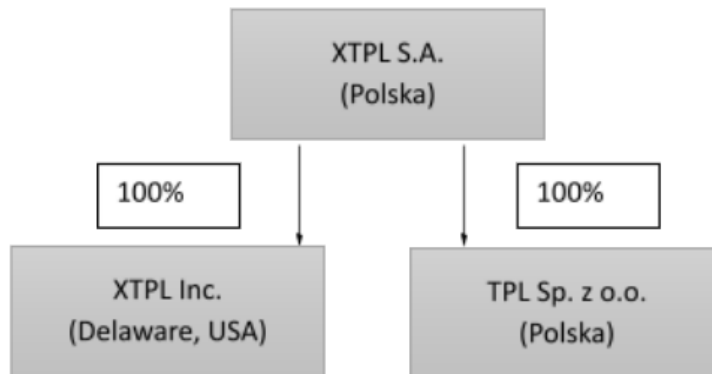 XTPL S.A.
(Polska)
100%
100%
XTPL Inc.
(Delaware, USA)
TPL Sp. z o.o.
(Polska)